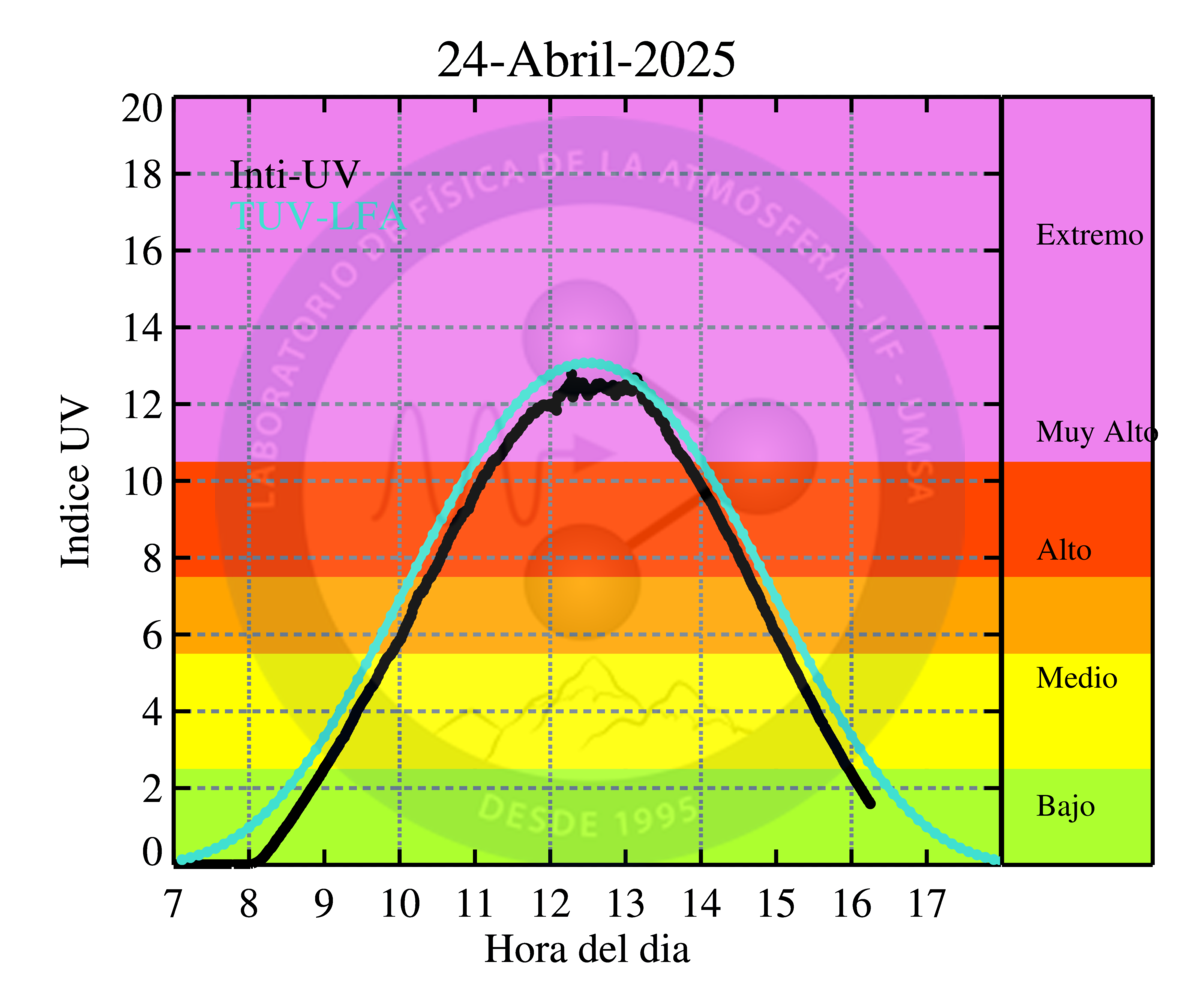 24-Abril-2025
20
18
16
14
12
10
8
6
4
2
0
Indice UV
Inti-UV
TUV-LFA
LABORATORIO DE FÍSICA DE LA ATMÓSFERA - IIF - UMSA
DESDE 1995
Extremo
Muy Alto
Alto
Medio
Bajo
7 8 9 10 11 12 13 14 15 16 17
Hora del dia